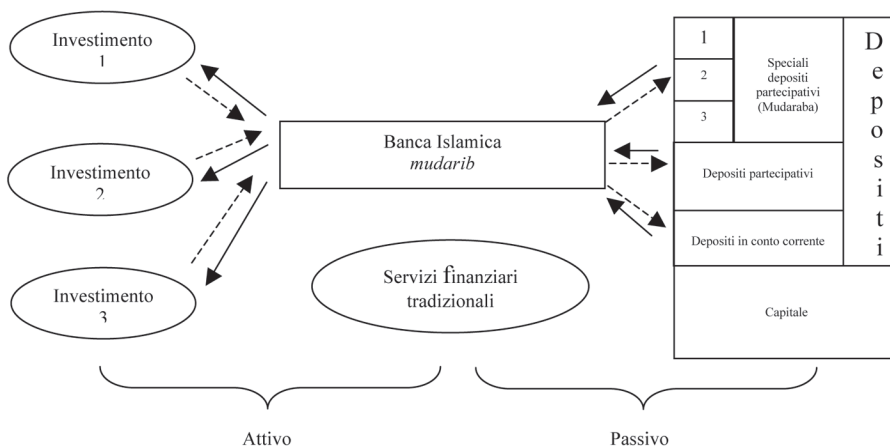 Investimento
1
Investimento
2
Investimento
3
Banca Islamica
mudarib
Servizi finanziari
tradizionali
1
2
3
Speciali
depositi
partecipativi
(Mudaraba)
Depositi partecipativi
Depositi in conto corrente
Capitale
Depositi
Attivo
Passivo